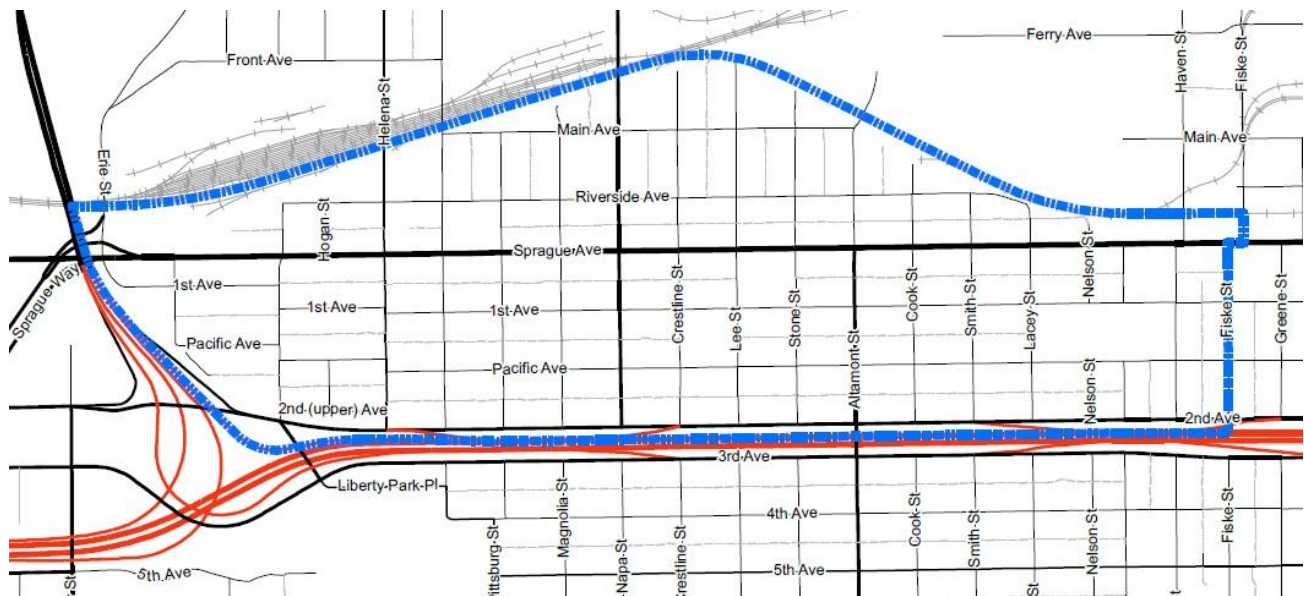 Front Ave
Helena St
Ferry Ave
Haven St
Fiske St
Erie St
Main Ave
Main Ave
Riverside Ave
Hogan St
Sprague Ave
Nelson St
Sprague Way
1st Ave
1st Ave
1st Ave
Crestline St
Lee St
Stone St
Altamont St
Cook St
Smith St
Lacey St
Fiske St
Greene St
Pacific Ave
Pacific Ave
Nelson St
2nd (upper) Ave
2nd Ave
3rd Ave
Liberty Park Pl
4th Ave
ittsburg St
Magnolia St
Napa St
Crestline St
Cook St
Smith St
Nelson St
Fiske St
5th Ave
5th Ave
St
St